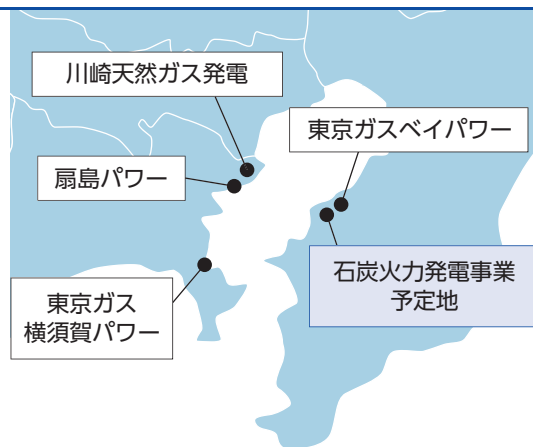 川崎天然ガス発電
東京ガスベイパワー
扇島パワー
石炭火力発電事業
予定地
東京ガス
横須賀パワー